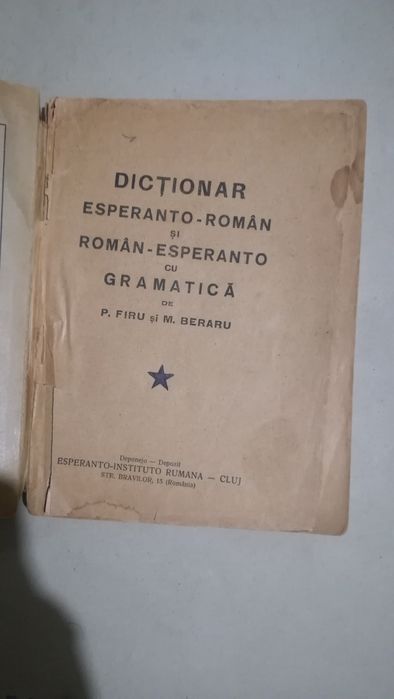 DICȚIONAR
ESPERANTO-ROMÂN
ȘI
ROMÂN-ESPERANTO
CU
GRAMATICĂ
DE
P. FIRU și M. BERARU
Deponejo — Depozit
ESPERANTO-INSTITUTO RUMANA — CLUJ
STR. BRAVILOR, 15 (România)